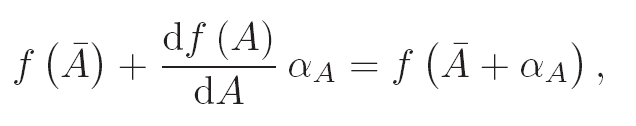 f (Ā) + df (A)/dA α_A = f (Ā + α_A) ,